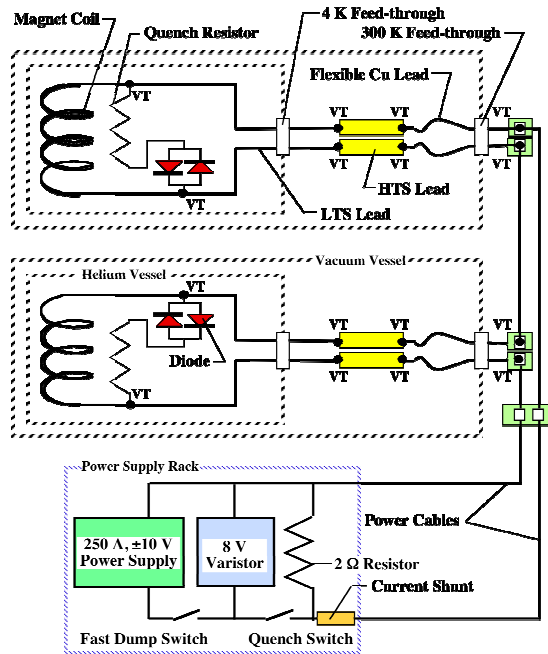 4 K Feed-through
Magnet Coil
Quench Resistor
300 K Feed-through
Flexible Cu Lead
VT
VT
VT
VT
VT
VT
VT
VT
HTS Lead
VT
LTS Lead
Vacuum Vessel
Helium Vessel
VT
VT
VT
VT
Diode
VT
VT
VT
VT
Power Supply Rack
Power Cables
250 A, ±10 V
Power Supply
8 V
Varistor
2 Ω Resistor
Current Shunt
Fast Dump Switch
Quench Switch